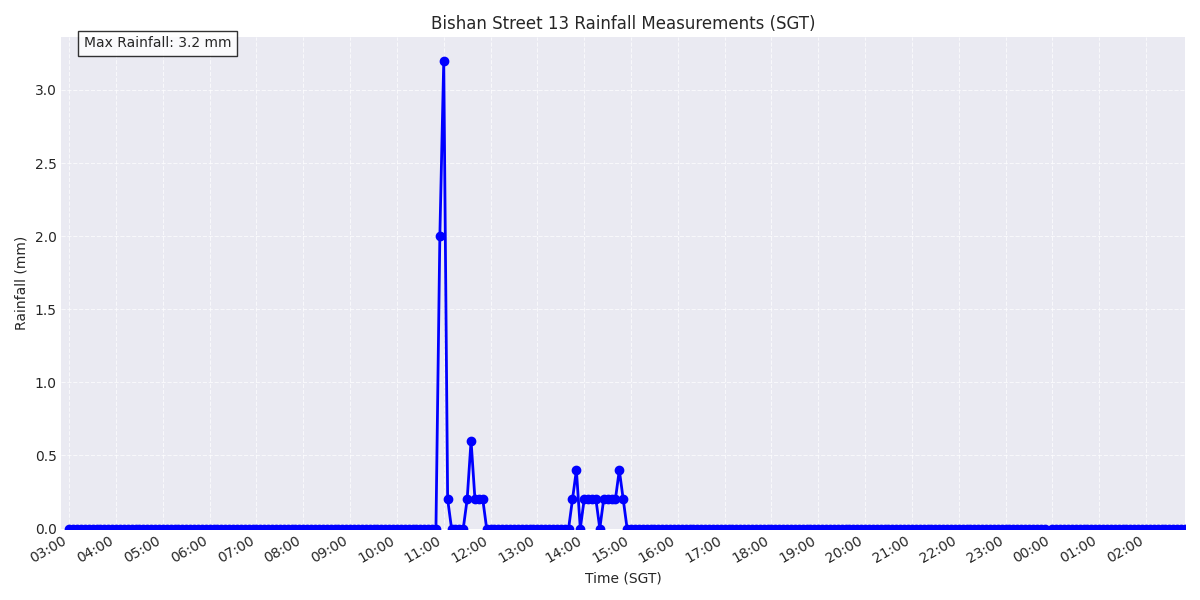 Bishan Street 13 Rainfall Measurements (SGT)
Max Rainfall: 3.2 mm
3.0
2.5
2.0
1.5
1.0
0.5
0.0
Rainfall (mm)
03:00 04:00 05:00 06:00 07:00 08:00 09:00 10:00 11:00 12:00 13:00 14:00 15:00 16:00 17:00 18:00 19:00 20:00 21:00 22:00 23:00 00:00 01:00 02:00
Time (SGT)